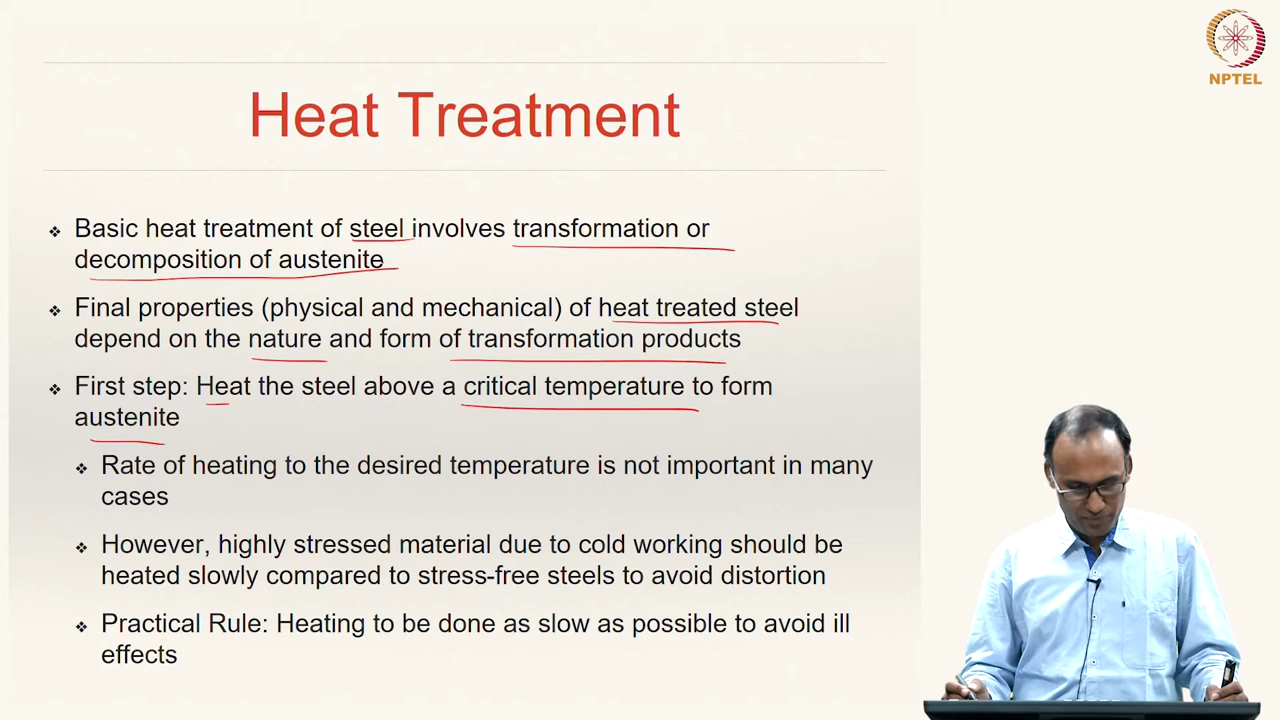 NPTEL
Heat Treatment
❖ Basic heat treatment of steel involves transformation or
decomposition of austenite
❖ Final properties (physical and mechanical) of heat treated steel
depend on the nature and form of transformation products
❖ First step: Heat the steel above a critical temperature to form
austenite
❖ Rate of heating to the desired temperature is not important in many
cases
❖ However, highly stressed material due to cold working should be
heated slowly compared to stress-free steels to avoid distortion
❖ Practical Rule: Heating to be done as slow as possible to avoid ill
effects